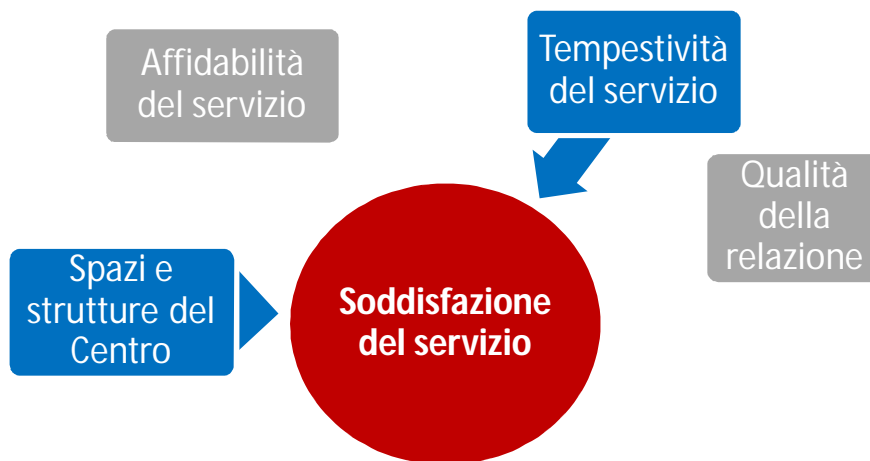 Affidabilità
del servizio
Tempestività
del servizio
Qualità
della
relazione
Spazi e
strutture del
Centro
Soddisfazione
del servizio